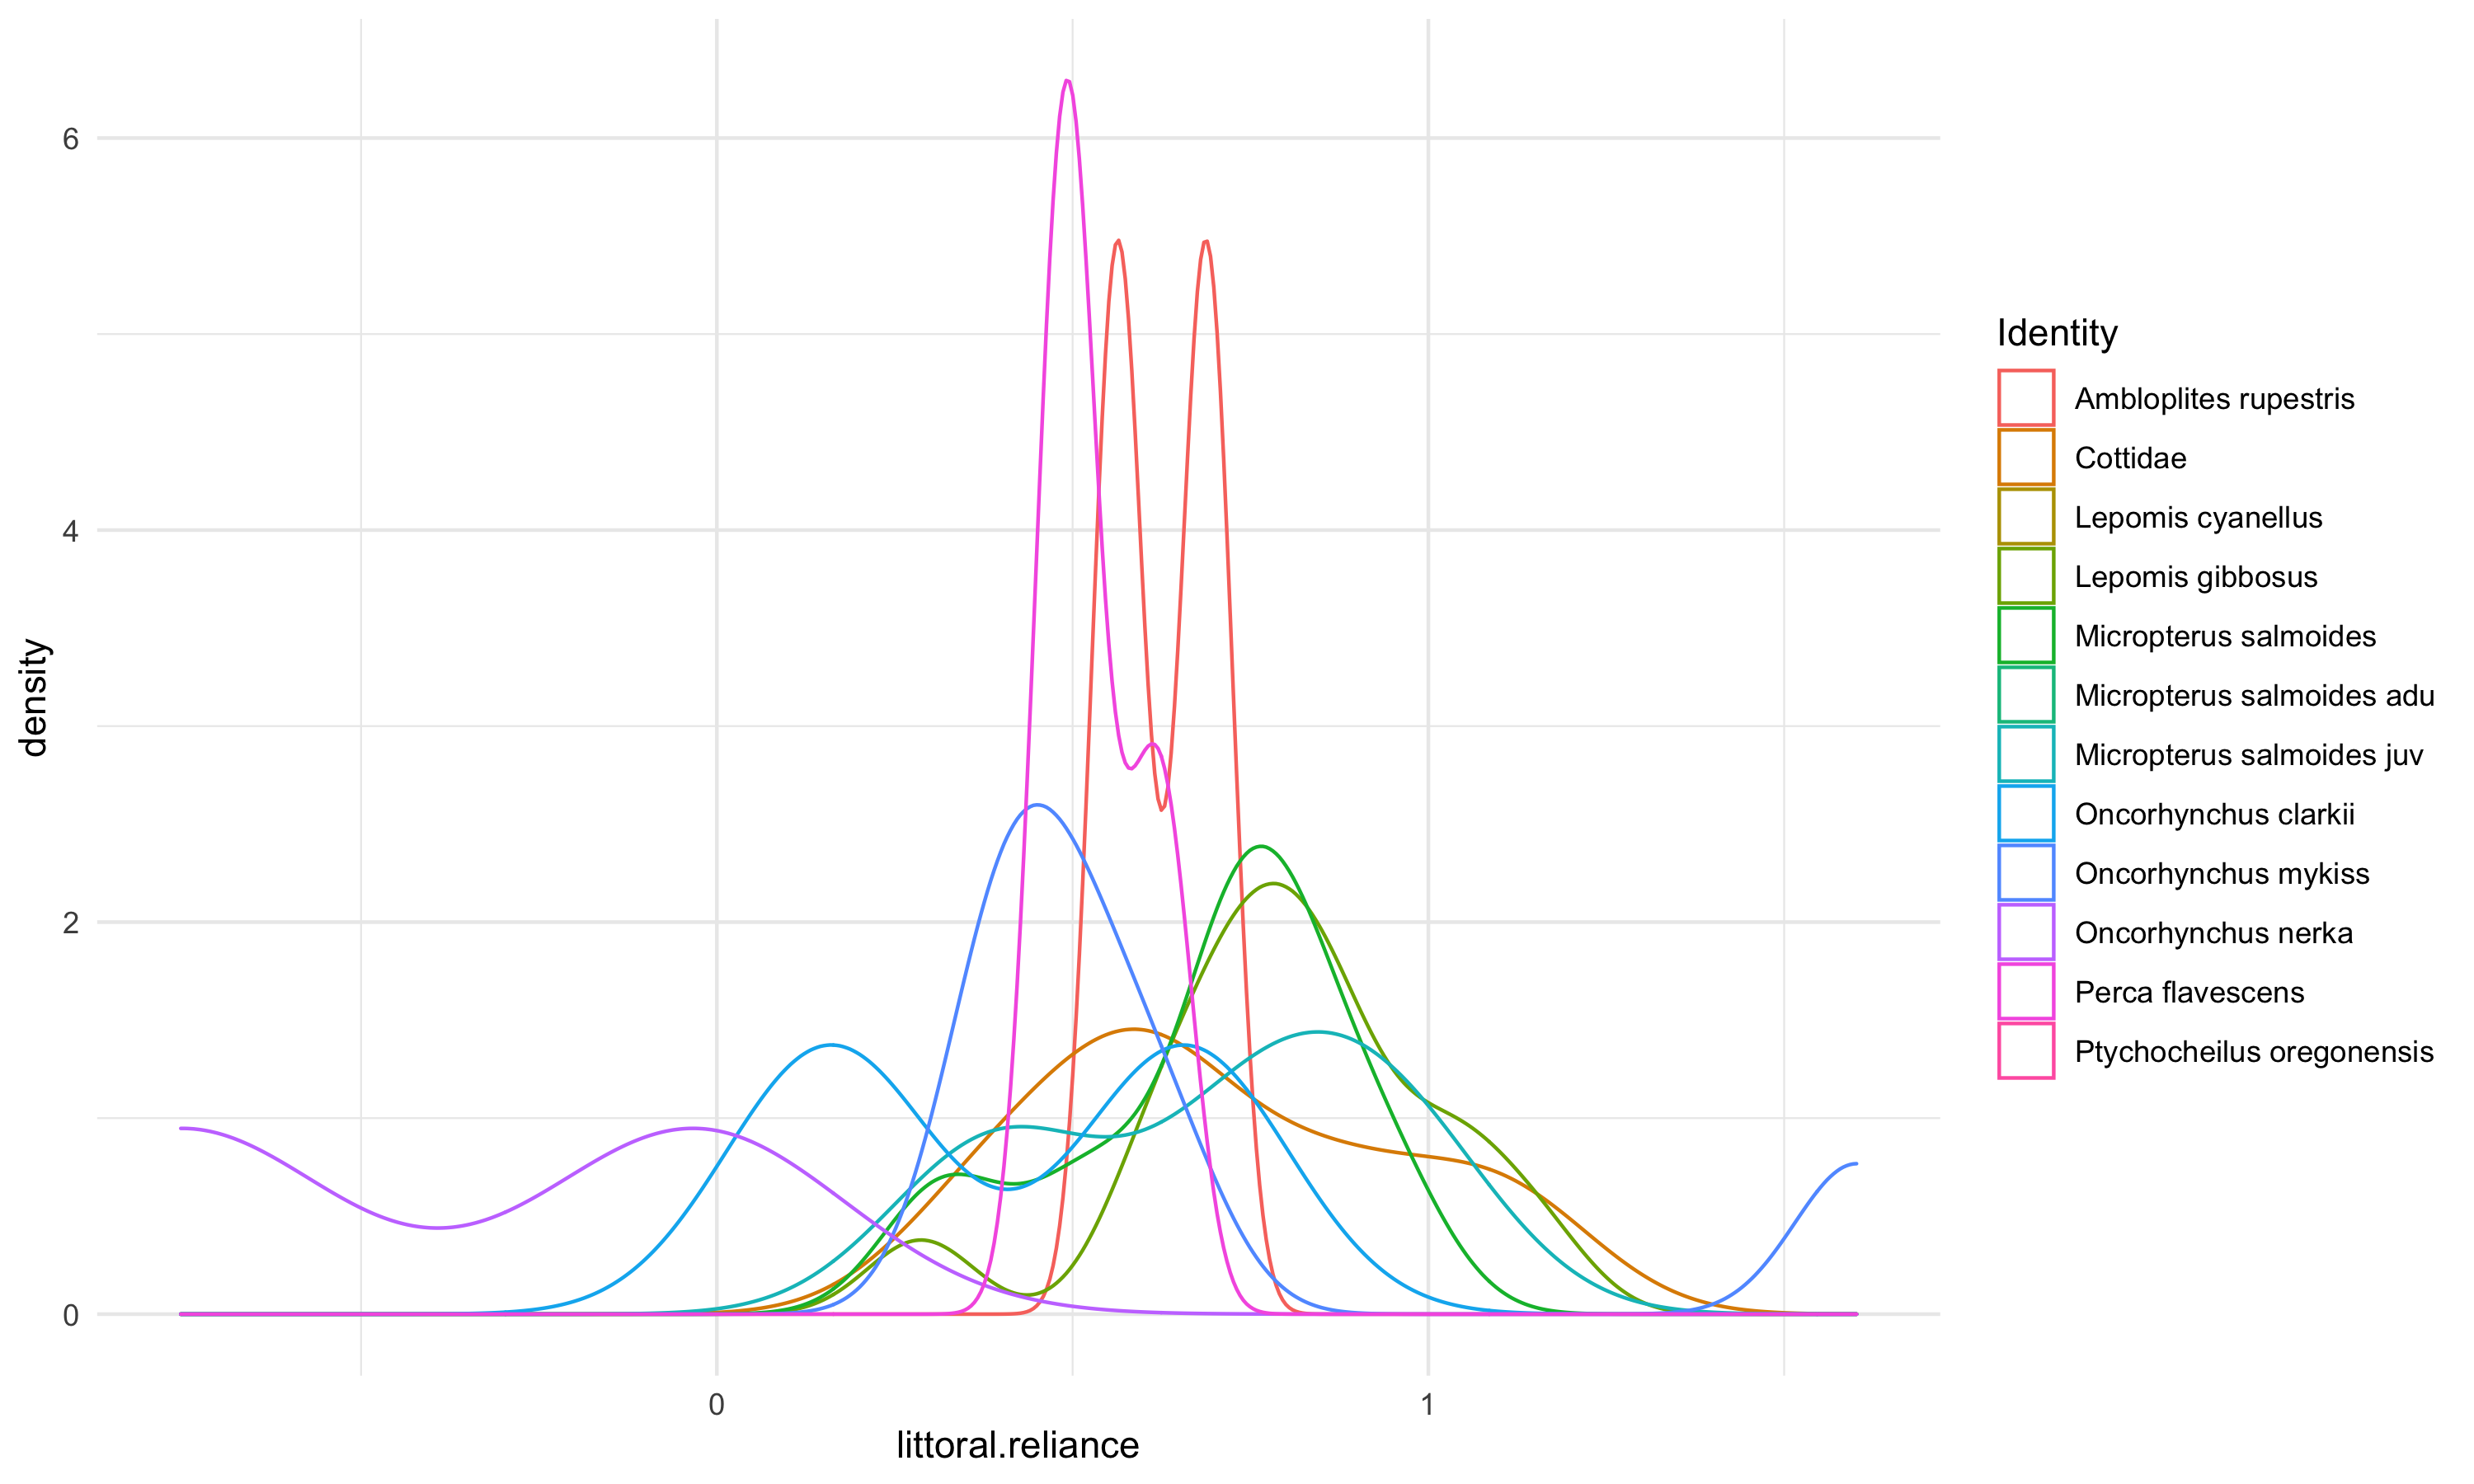 6
4
2
0
density
0
1
littoral.reliance
Identity
Ambloplites rupestris
Cottidae
Lepomis cyanellus
Lepomis gibbosus
Micropterus salmoides
Micropterus salmoides adu
Micropterus salmoides juv
Oncorhynchus clarkii
Oncorhynchus mykiss
Oncorhynchus nerka
Perca flavescens
Ptychocheilus oregonensis